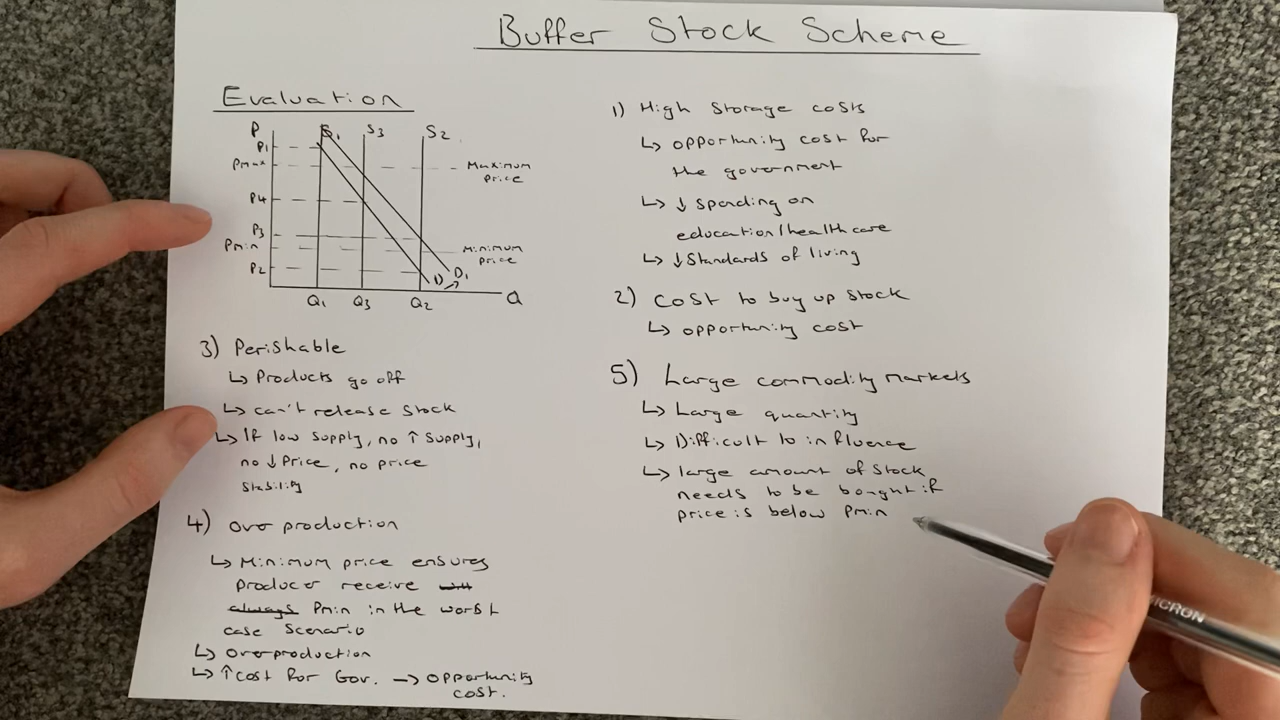 Buffer Stock Scheme
Evaluation
P
P1
Pmax
P4
P3
Pmin
P2
S1
S3
S2
Maximum
Price
Minimum
Price
D
D1
Q1
Q3
Q2
Q
1) High Storage costs
↳ opportunity cost for
the government
↳ ↓ spending on
education/health care
↳ ↓ Standards of living
2) Cost to buy up stock
↳ opportunity cost
3) Perishable
↳ Products go off
↳ can't release stock
↳ If low supply, no ↑ supply,
no ↓ Price, no price
stability
4) Over production
↳ Minimum price ensures
producer receive
always Pmin in the worst
case scenario
↳ overproduction
↳ ↑ cost for Gov. → opportunity
cost.
5) Large commodity markets
↳ Large quantity
↳ Difficult to influence
↳ large amount of stock
needs to be bought if
price is below Pmin
MICRON